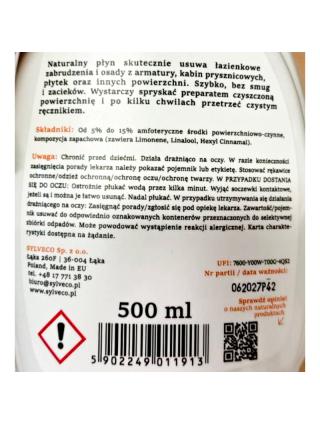 Naturalny płyn skutecznie usuwa łazienkowe
zabrudzenia i osady z armatury, kabin prysznicowych,
płytek oraz innych powierzchni. Szybko, bez smug
i zacieków. Wystarczy spryskać preparatem czyszczoną
powierzchnię i po kilku chwilach przetrzeć czystym
ręcznikiem.
Składniki: Od 5% do 15% amfoteryczne środki powierzchniowo-czynne,
kompozycja zapachowa (zawiera Limonene, Linalool, Hexyl Cinnamal).
Uwaga: Chronić przed dziećmi. Działa drażniąco na oczy. W razie konieczności
zasięgnięcia porady lekarza należy pokazać pojemnik lub etykietę. Stosować rękawice
ochronne/odzież ochronną/ochronę oczu/ochronę twarzy. W PRZYPADKU DOSTANIA
SIĘ DO OCZU: Ostrożnie płukać wodą przez kilka minut. Wyjąć soczewki kontaktowe,
jeżeli są i można je łatwo usunąć. Nadal płukać. W przypadku utrzymywania się działania
drażniącego na oczy: Zasięgnąć porady/zgłosić się pod opiekę lekarza. Zawartość/pojem-
nik usuwać do odpowiednio oznakowanych kontenerów przeznaczonych do selektywnej
zbiórki odpadów. Może powodować wystąpienie reakcji alergicznej. Karta charakte-
rystyki dostępna na żądanie.
SYLVECO Sp. z o.o.
Łąka 260F | 36-004 Łąka
Poland, Made in EU
tel. +48 17 771 38 30
biuro@sylveco.pl
www.sylveco.pl
UFI: 7600-Y00W-T00G-4QS2
Nr partii / data ważności:
062027P42
500 ml
Sprawdź opinie
o naszych naturalnych
produktach
5 902249 011913